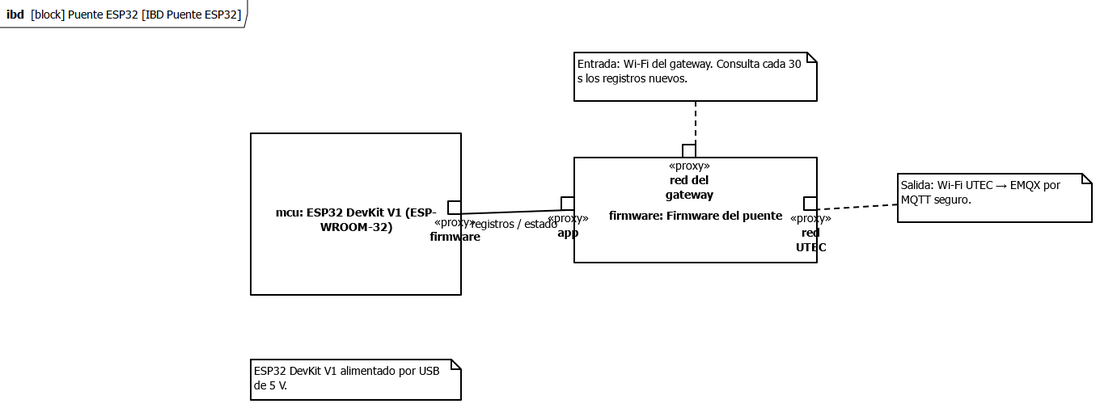 ibd [block] Puente ESP32 [IBD Puente ESP32]
Entrada: Wi-Fi del gateway. Consulta cada 30
s los registros nuevos.
«proxy»
red del
gateway
mcu: ESP32 DevKit V1 (ESP-
WROOM-32)
«proxy»
firmware
registros / estado
«proxy»
app
firmware: Firmware del puente
«proxy»
red
UTEC
Salida: Wi-Fi UTEC → EMQX por
MQTT seguro.
ESP32 DevKit V1 alimentado por USB
de 5 V.